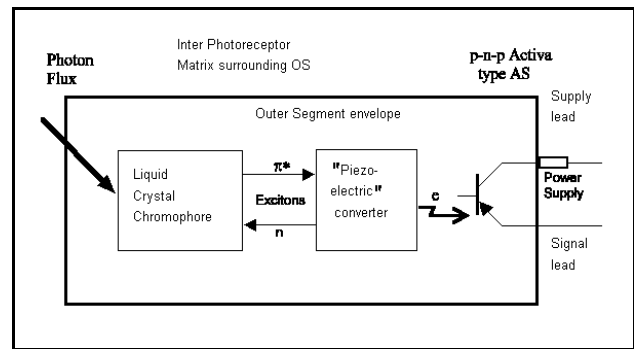 Inter Photoreceptor
Matrix surrounding OS
Photon
Flux
p-n-p Activa
type AS
Supply
lead
Outer Segment envelope
Liquid
Crystal
Chromophore
π*
Excitons
n
"Piezo-
electric"
converter
e
Power
Supply
Signal
lead